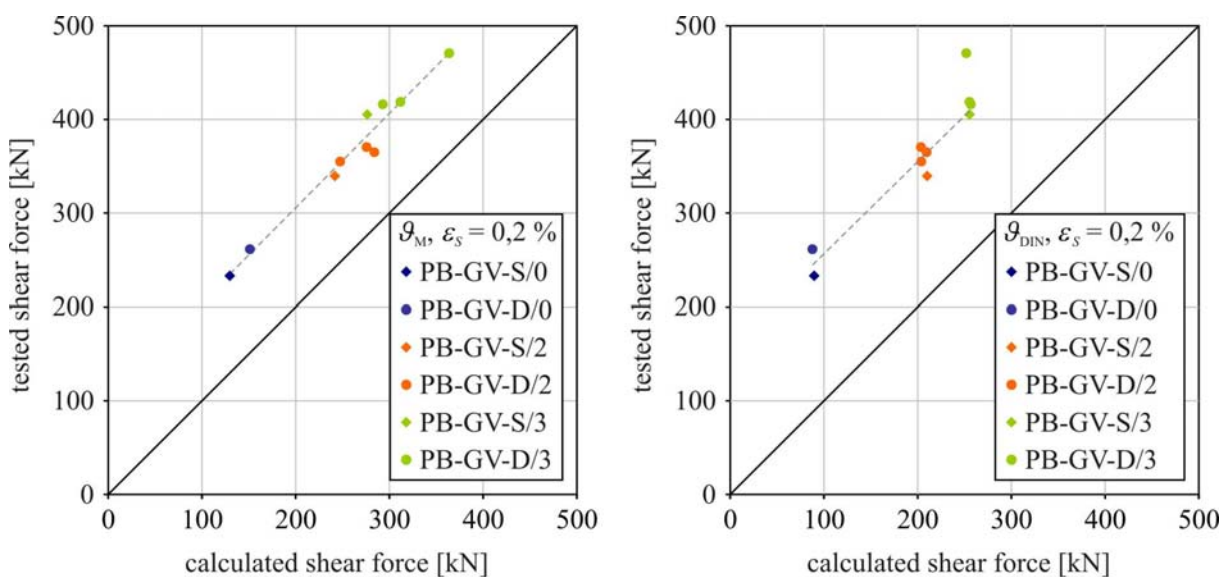 500
400
300
200
100
0
tested shear force [kN]
0 100 200 300 400 500
calculated shear force [kN]
𝜗M, εS = 0,2 %
PB-GV-S/0
PB-GV-D/0
PB-GV-S/2
PB-GV-D/2
PB-GV-S/3
PB-GV-D/3
500
400
300
200
100
0
tested shear force [kN]
0 100 200 300 400 500
calculated shear force [kN]
𝜗DIN, εS = 0,2 %
PB-GV-S/0
PB-GV-D/0
PB-GV-S/2
PB-GV-D/2
PB-GV-S/3
PB-GV-D/3